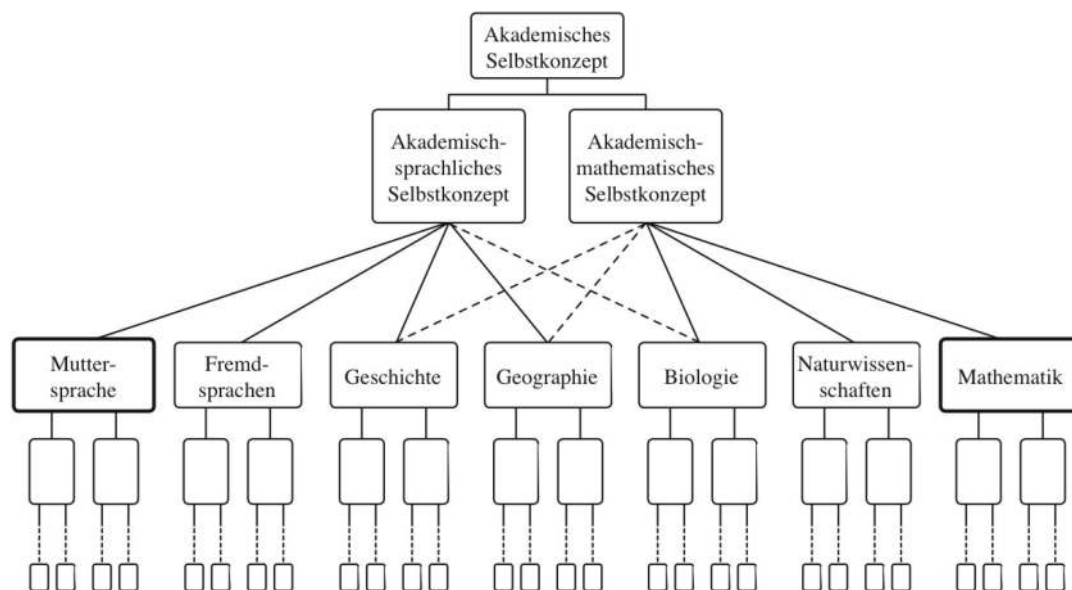 Akademisches
Selbstkonzept
Akademisch-
sprachliches
Selbstkonzept
Akademisch-
mathematisches
Selbstkonzept
Mutter-
sprache
Fremd-
sprachen
Geschichte
Geographie
Biologie
Naturwissen-
schaften
Mathematik